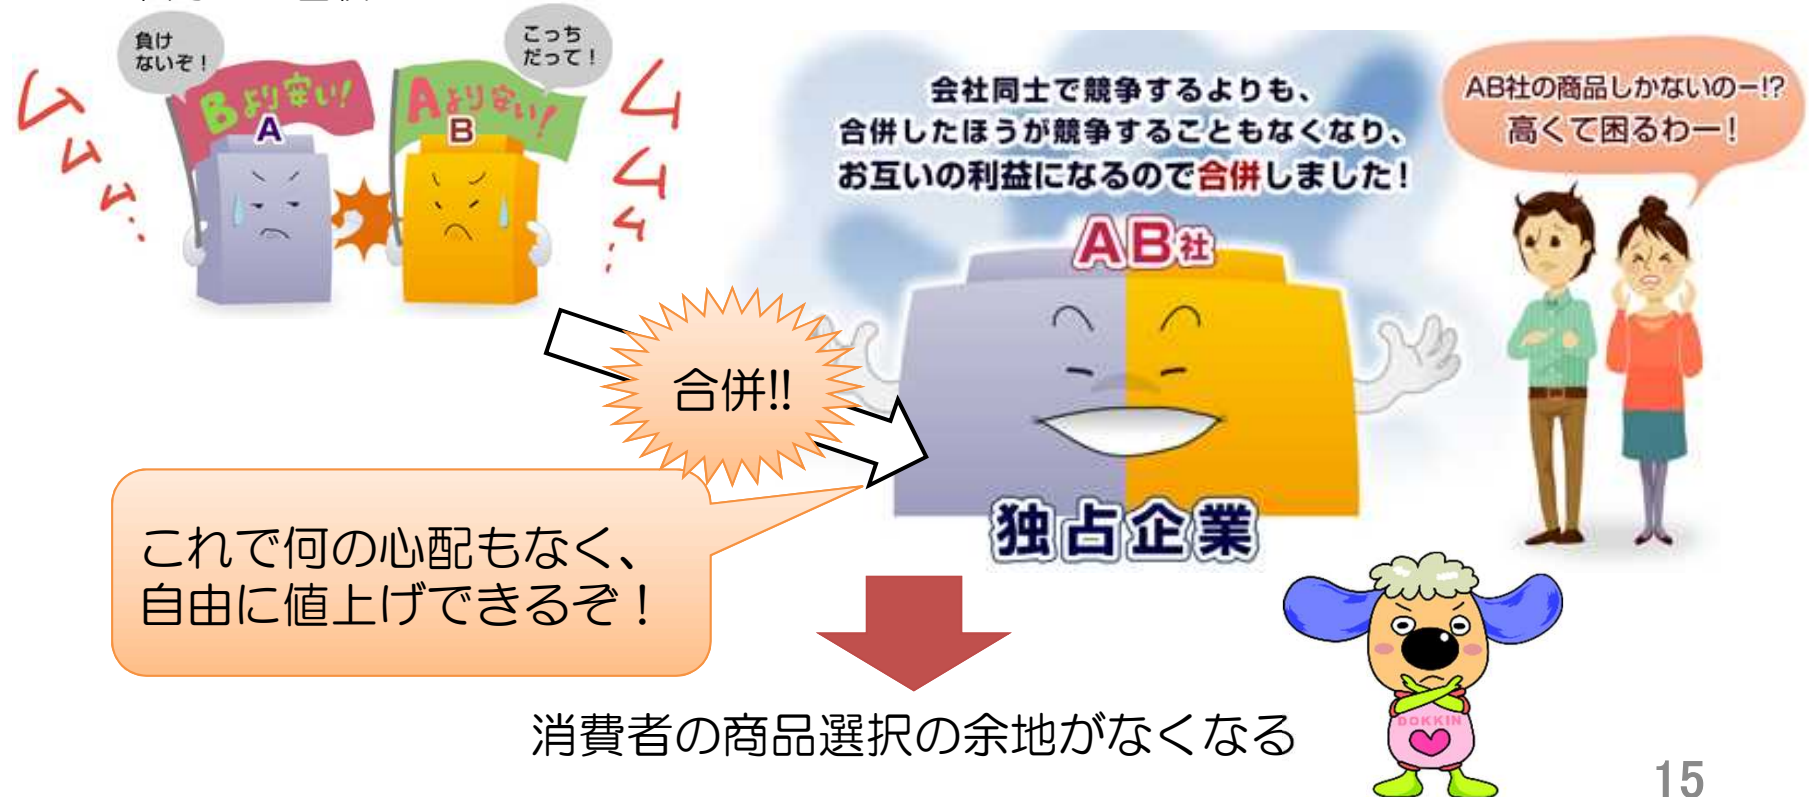 負け
ないぞ！
こっち
だって！
Bより安い！
A
Aより安い！
B
ムムム…
ムムム…
会社同士で競争するよりも、
合併したほうが競争することもなくなり、
お互いの利益になるので合併しました！
AB社の商品しかないのー!?
高くて困るわー！
AB社
合併!!
独占企業
これで何の心配もなく、
自由に値上げできるぞ！
消費者の商品選択の余地がなくなる
DOKKIN
15